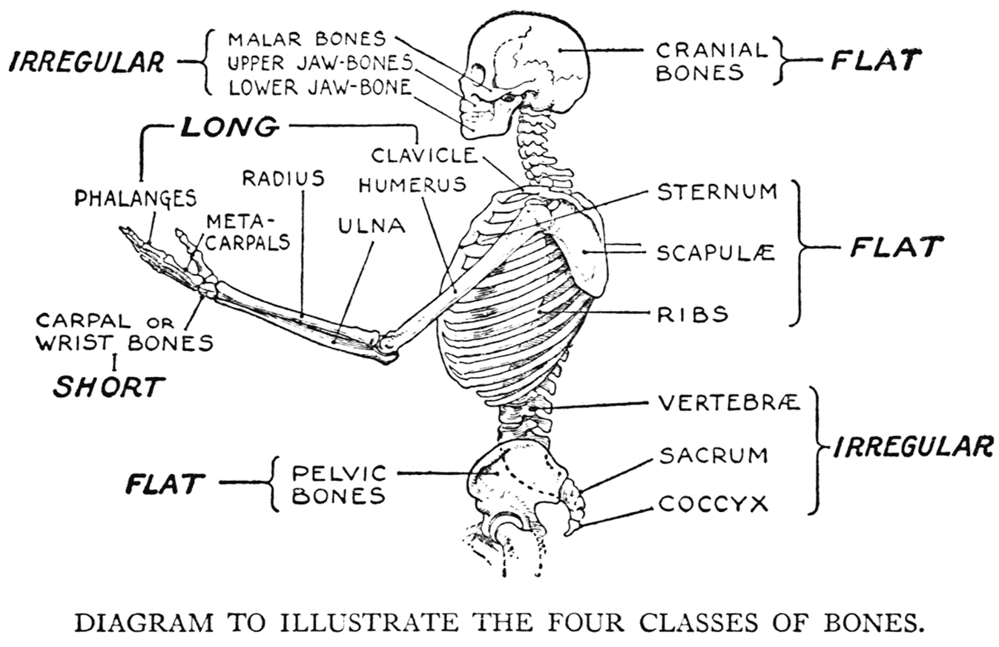 IRREGULAR
MALAR BONES
UPPER JAW-BONES
LOWER JAW-BONE
CRANIAL
BONES
FLAT
LONG
CLAVICLE
HUMERUS
RADIUS
PHALANGES
META-
CARPALS
ULNA
STERNUM
SCAPULÆ
RIBS
FLAT
CARPAL OR
WRIST BONES
SHORT
VERTEBRÆ
SACRUM
COCCYX
IRREGULAR
FLAT
PELVIC
BONES
DIAGRAM TO ILLUSTRATE THE FOUR CLASSES OF BONES.